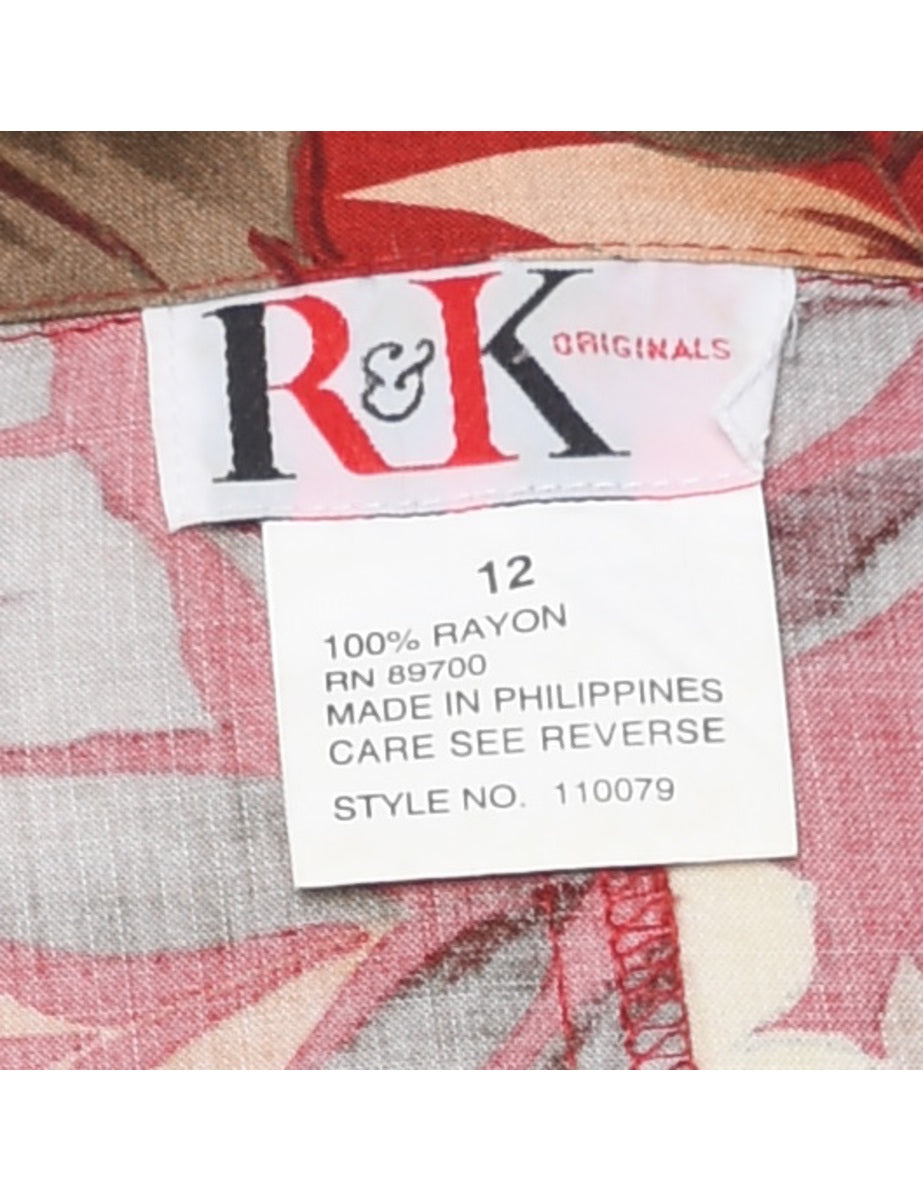 R&K ORIGINALS
12
100% RAYON
RN 89700
MADE IN PHILIPPINES
CARE SEE REVERSE
STYLE NO. 110079